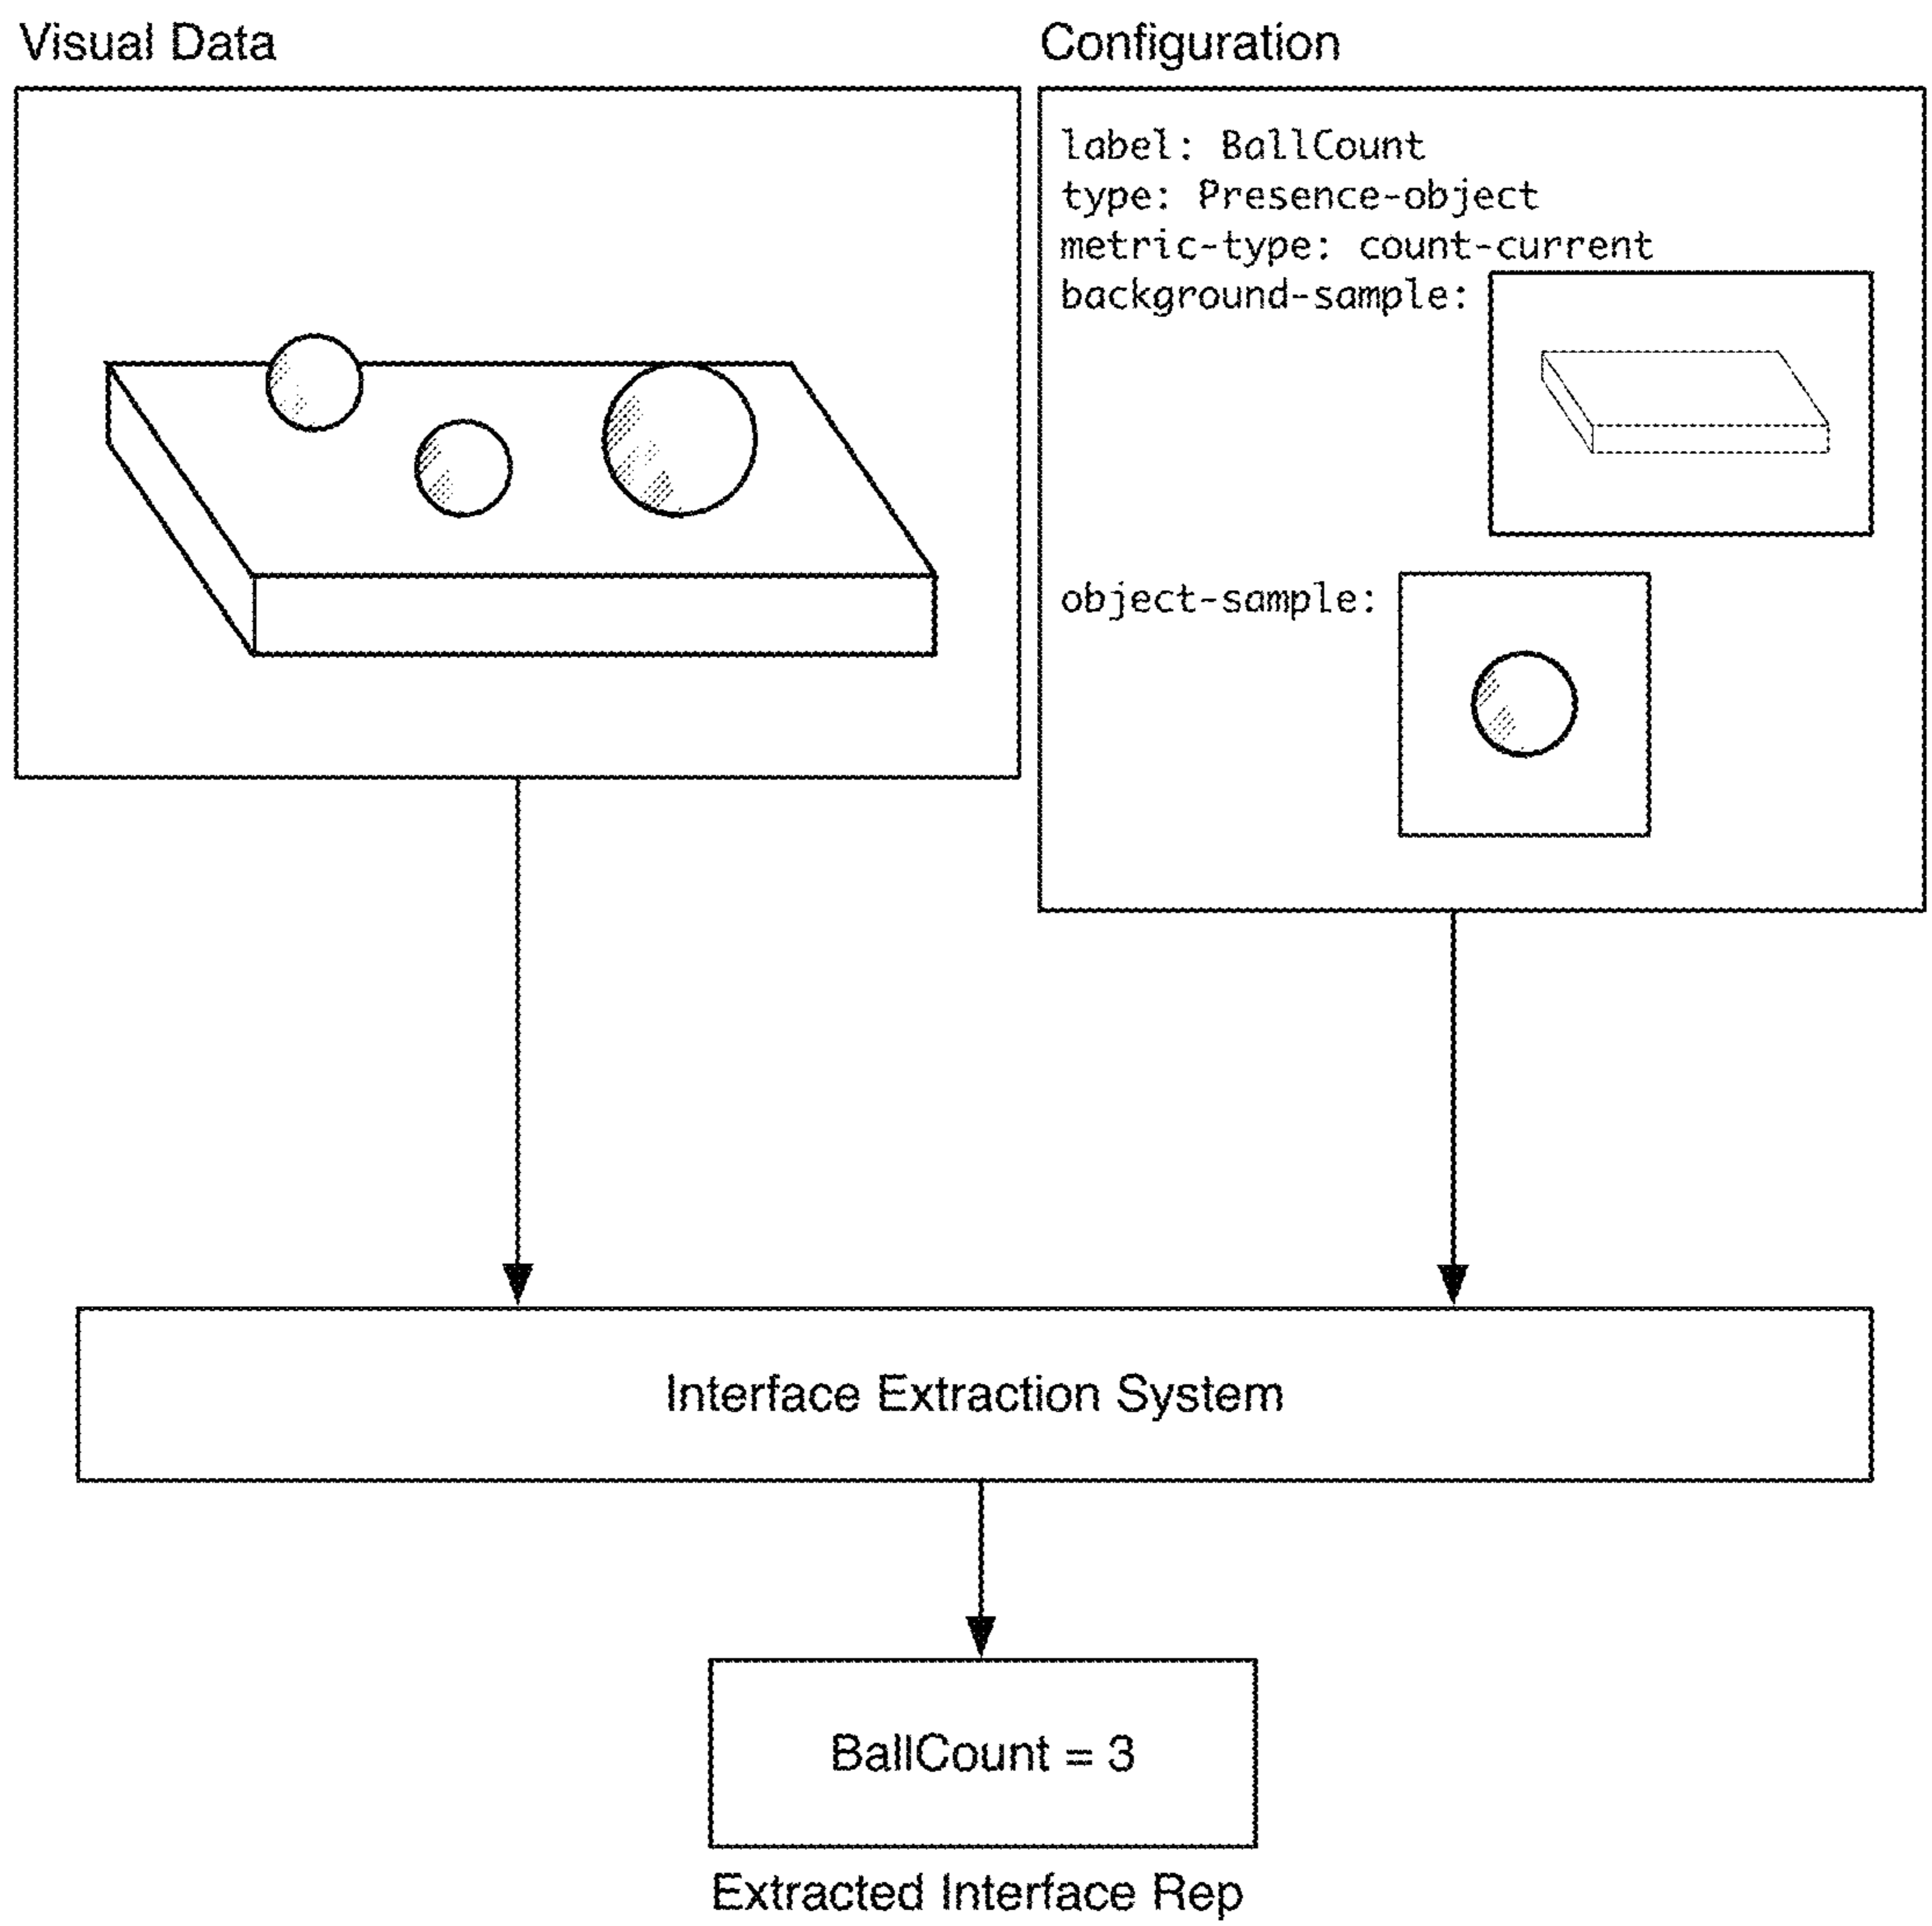 Visual Data
Configuration
label: BallCount
type: Presence-object
metric-type: count-current
background-sample:
object-sample:
Interface Extraction System
BallCount = 3
Extracted Interface Rep